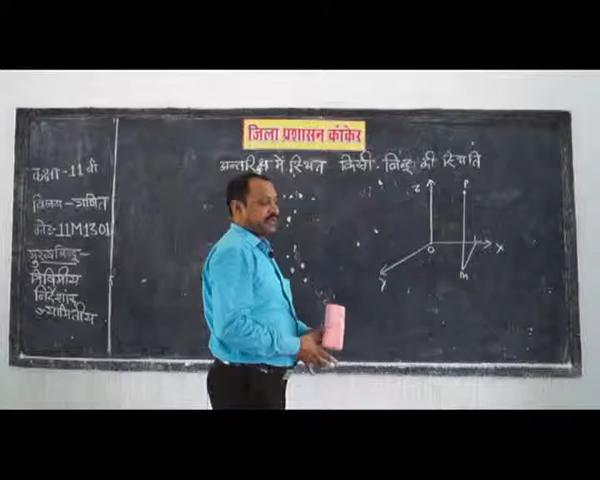 जिला प्रशासन कांकेर
अन्तरिक्ष में स्थित किसी बिन्दु की स्थिति
कक्षा - 11 वी
विषय - गणित
कोड - 11M1301
मुख्यबिन्दु -
त्रिविमीय
निर्देशांक
ज्यामितीय
Z
P
O
X
Y
M